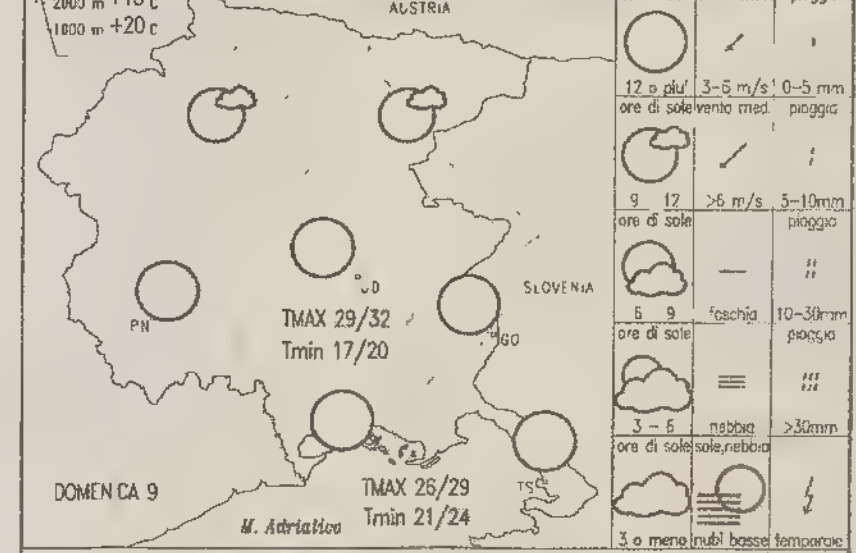 2000 m
1000 m +20 c
AUSTRIA
UD
PN
TMAX 29/32
Tmin 17/20
GO
SLOVENIA
DOMENICA 9
TMAX 26/29
Tmin 21/24
TS
M. Adriatico
12 o piu' 3-6 m/s 0-5 mm
ore di sole vento med. pioggia
9 12 >6 m/s 5-10mm
ore di sole pioggia
6 9 foschia 10-30mm
ore di sole pioggia
3 - 6 nebbia >30mm
ore di sole sole,nebbia
3 o meno nubi basse temporale